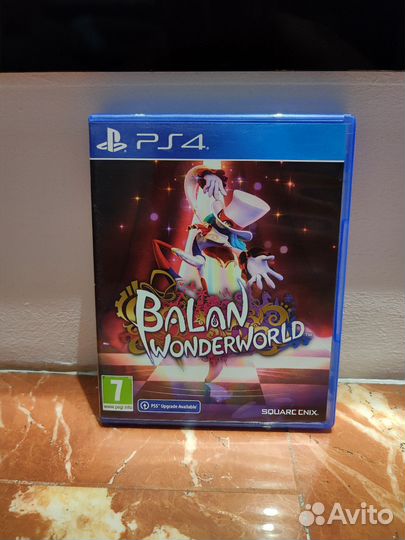 PS4
BALAN
WONDERWORLD
7
www.pegi.info
PS5 Upgrade Available
SQUARE ENIX
Avito